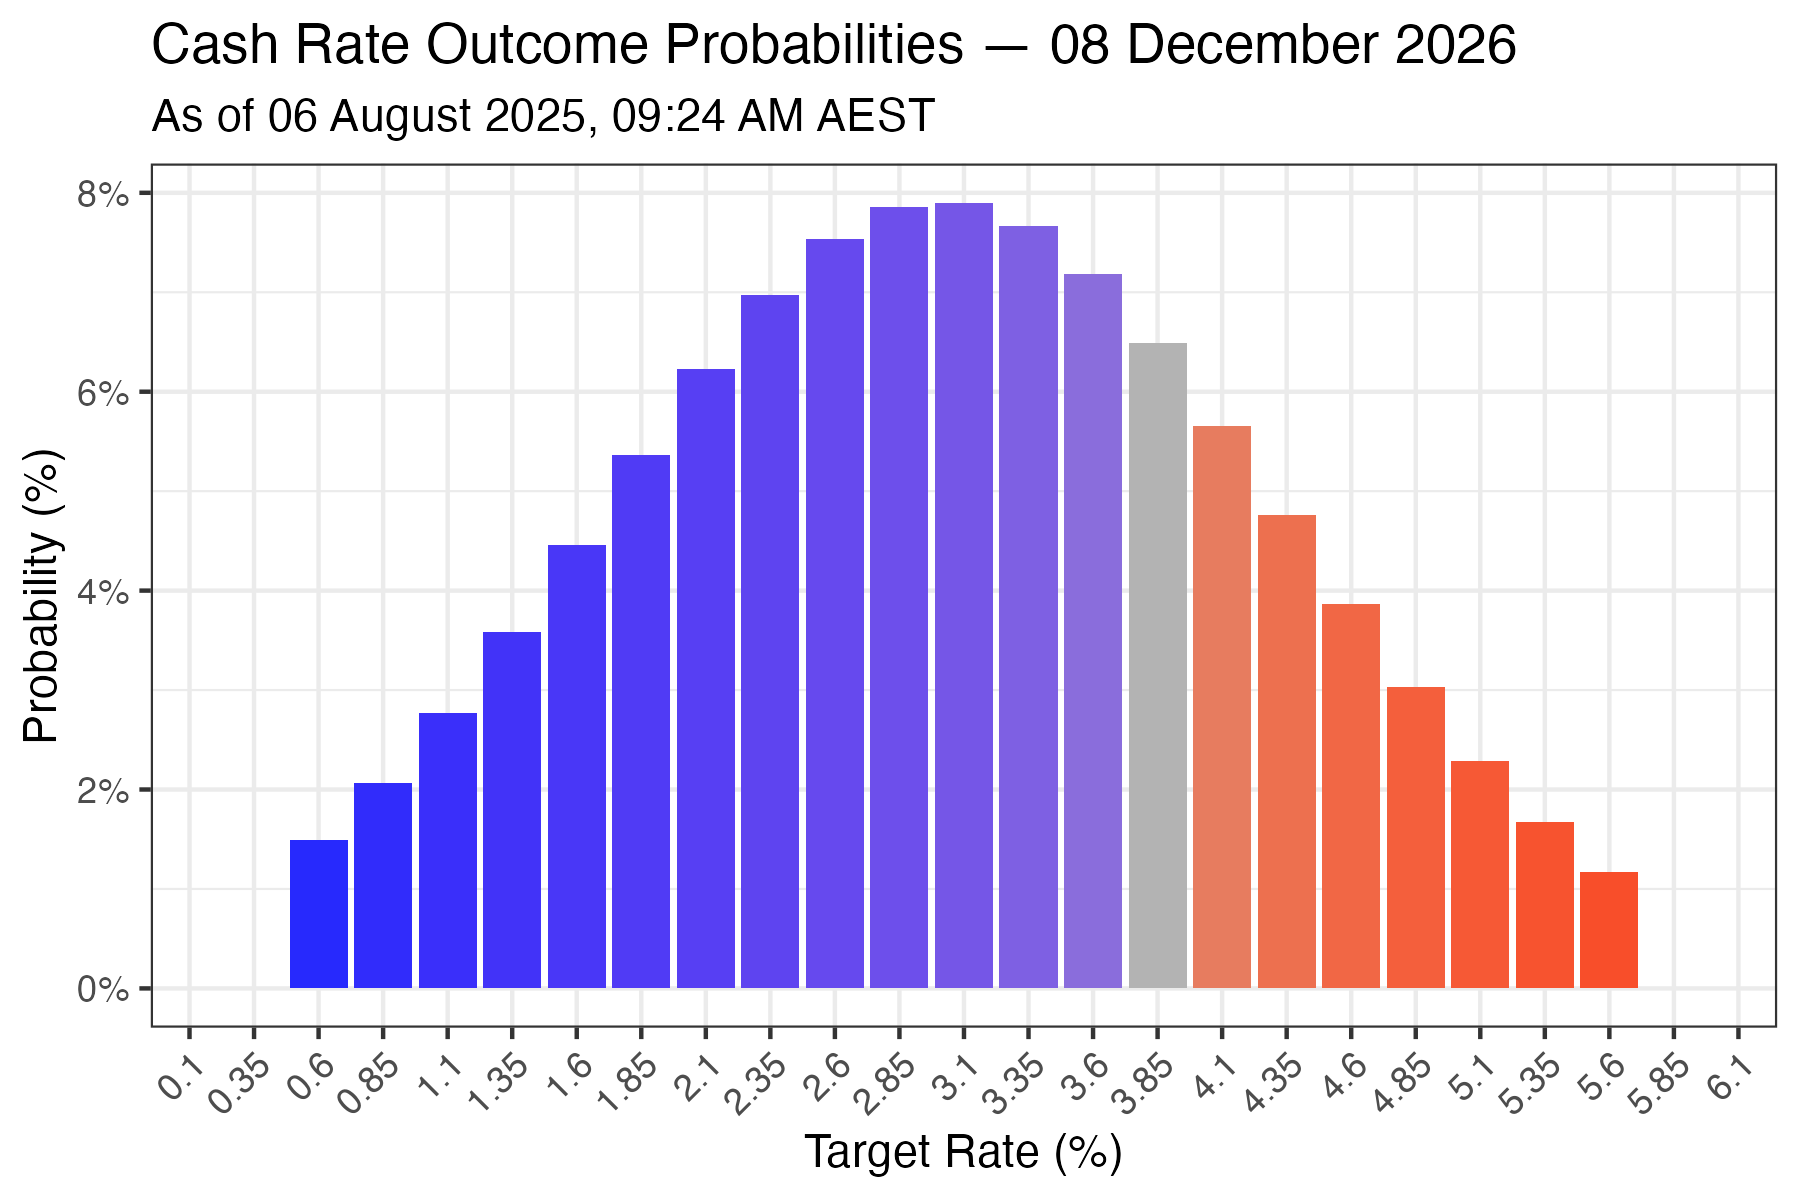 Cash Rate Outcome Probabilities — 08 December 2026
As of 06 August 2025, 09:24 AM AEST
Probability (%)
8%
6%
4%
2%
0%
0.1 0.35 0.6 0.85 1.1 1.35 1.6 1.85 2.1 2.35 2.6 2.85 3.1 3.35 3.6 3.85 4.1 4.35 4.6 4.85 5.1 5.35 5.6 5.85 6.1
Target Rate (%)